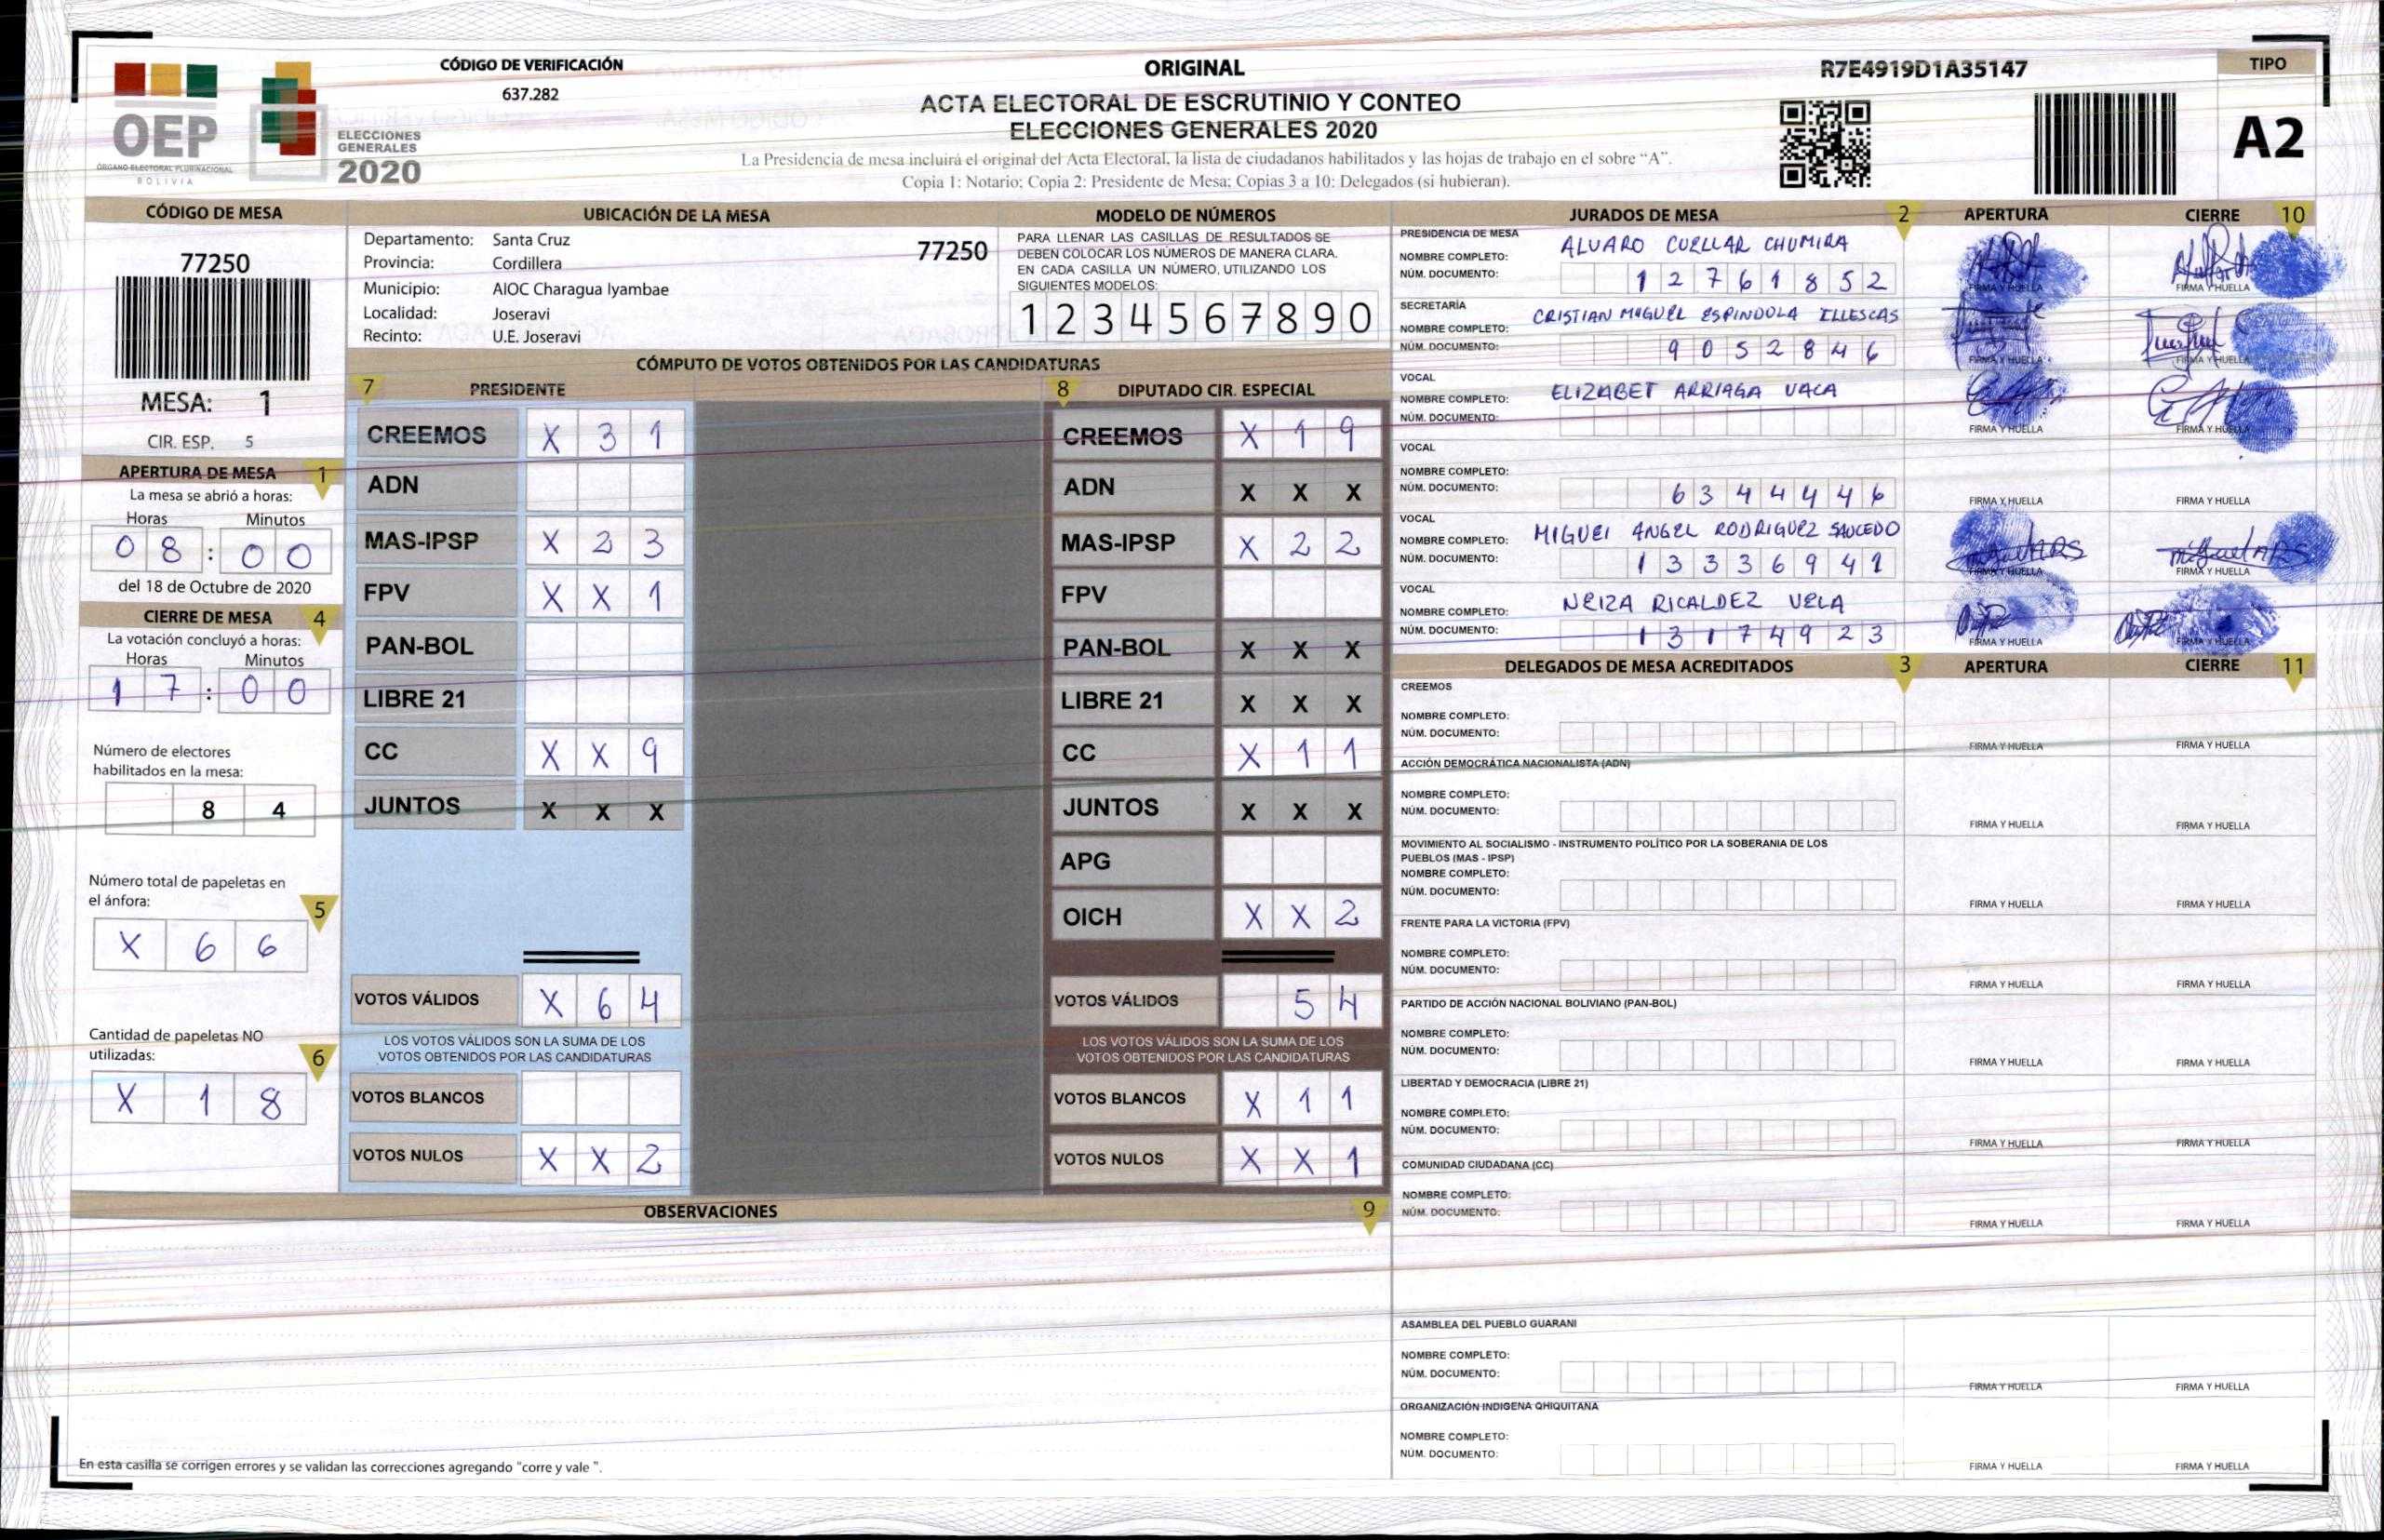 CÓDIGO DE VERIFICACIÓN
637.282
ORIGINAL
ACTA ELECTORAL DE ESCRUTINIO Y CONTEO
ELECCIONES GENERALES 2020
La Presidencia de mesa incluirá el original del Acta Electoral, la lista de ciudadanos habilitados y las hojas de trabajo en el sobre “A”.
Copia 1: Notario; Copia 2: Presidente de Mesa; Copias 3 a 10: Delegados (si hubieran).
R7E4919D1A35147
TIPO
A2
OEP
ÓRGANO ELECTORAL PLURINACIONAL
BOLIVIA
ELECCIONES
GENERALES
2020
CÓDIGO DE MESA
77250
MESA: 1
CIR. ESP. 5
APERTURA DE MESA 1
La mesa se abrió a horas:
Horas Minutos
0 8 : 0 0
del 18 de Octubre de 2020
CIERRE DE MESA 4
La votación concluyó a horas:
Horas Minutos
1 7 : 0 0
Número de electores
habilitados en la mesa:
8 4
Número total de papeletas en
el ánfora: 5
X 6 6
Cantidad de papeletas NO
utilizadas: 6
X 1 8
UBICACIÓN DE LA MESA
Departamento: Santa Cruz 77250
Provincia: Cordillera
Municipio: AIOC Charagua Iyambae
Localidad: Joseravi
Recinto: U.E. Joseravi
MODELO DE NÚMEROS
PARA LLENAR LAS CASILLAS DE RESULTADOS SE
DEBEN COLOCAR LOS NÚMEROS DE MANERA CLARA.
EN CADA CASILLA UN NÚMERO, UTILIZANDO LOS
SIGUIENTES MODELOS:
1 2 3 4 5 6 7 8 9 0
CÓMPUTO DE VOTOS OBTENIDOS POR LAS CANDIDATURAS
7 PRESIDENTE
CREEMOS X 3 1
ADN
MAS-IPSP X 2 3
FPV X X 1
PAN-BOL
LIBRE 21
CC X X 9
JUNTOS X X X
VOTOS VÁLIDOS X 6 4
LOS VOTOS VÁLIDOS SON LA SUMA DE LOS
VOTOS OBTENIDOS POR LAS CANDIDATURAS
VOTOS BLANCOS
VOTOS NULOS X X 2
8 DIPUTADO CIR. ESPECIAL
CREEMOS X 1 9
ADN X X X
MAS-IPSP X 2 2
FPV
PAN-BOL X X X
LIBRE 21 X X X
CC X 1 1
JUNTOS X X X
APG
OICH X X 2
VOTOS VÁLIDOS 5 4
LOS VOTOS VÁLIDOS SON LA SUMA DE LOS
VOTOS OBTENIDOS POR LAS CANDIDATURAS
VOTOS BLANCOS X 1 1
VOTOS NULOS X X 1
OBSERVACIONES 9
En esta casilla se corrigen errores y se validan las correcciones agregando "corre y vale ".
JURADOS DE MESA 2 APERTURA CIERRE 10
PRESIDENCIA DE MESA
NOMBRE COMPLETO: ALVARO CUELLAR CHUMIRA
NÚM. DOCUMENTO: 1 2 7 6 1 8 5 2
FIRMA Y HUELLA FIRMA Y HUELLA
SECRETARÍA
NOMBRE COMPLETO: CRISTIAN MIGUEL ESPINDOLA ILLESCAS
NÚM. DOCUMENTO: 9 0 5 2 8 4 6
FIRMA Y HUELLA FIRMA Y HUELLA
VOCAL
NOMBRE COMPLETO: ELIZABET ARRIAGA VACA
NÚM. DOCUMENTO:
FIRMA Y HUELLA FIRMA Y HUELLA
VOCAL
NOMBRE COMPLETO:
NÚM. DOCUMENTO: 6 3 4 4 4 4 6
FIRMA Y HUELLA FIRMA Y HUELLA
VOCAL
NOMBRE COMPLETO: MIGUEl ANGEL RODRIGUEZ SAUCEDO
NÚM. DOCUMENTO: 1 3 3 3 6 9 4 1
FIRMA Y HUELLA FIRMA Y HUELLA
VOCAL
NOMBRE COMPLETO: NEIZA RICALDEZ VELA
NÚM. DOCUMENTO: 1 3 1 7 4 9 2 3
FIRMA Y HUELLA FIRMA Y HUELLA
DELEGADOS DE MESA ACREDITADOS 3 APERTURA CIERRE 11
CREEMOS
NOMBRE COMPLETO:
NÚM. DOCUMENTO:
FIRMA Y HUELLA FIRMA Y HUELLA
ACCIÓN DEMOCRÁTICA NACIONALISTA (ADN)
NOMBRE COMPLETO:
NÚM. DOCUMENTO:
FIRMA Y HUELLA FIRMA Y HUELLA
MOVIMIENTO AL SOCIALISMO - INSTRUMENTO POLÍTICO POR LA SOBERANIA DE LOS
PUEBLOS (MAS - IPSP)
NOMBRE COMPLETO:
NÚM. DOCUMENTO:
FIRMA Y HUELLA FIRMA Y HUELLA
FRENTE PARA LA VICTORIA (FPV)
NOMBRE COMPLETO:
NÚM. DOCUMENTO:
FIRMA Y HUELLA FIRMA Y HUELLA
PARTIDO DE ACCIÓN NACIONAL BOLIVIANO (PAN-BOL)
NOMBRE COMPLETO:
NÚM. DOCUMENTO:
FIRMA Y HUELLA FIRMA Y HUELLA
LIBERTAD Y DEMOCRACIA (LIBRE 21)
NOMBRE COMPLETO:
NÚM. DOCUMENTO:
FIRMA Y HUELLA FIRMA Y HUELLA
COMUNIDAD CIUDADANA (CC)
NOMBRE COMPLETO:
NÚM. DOCUMENTO:
FIRMA Y HUELLA FIRMA Y HUELLA
ASAMBLEA DEL PUEBLO GUARANI
NOMBRE COMPLETO:
NÚM. DOCUMENTO:
FIRMA Y HUELLA FIRMA Y HUELLA
ORGANIZACIÓN INDIGENA QHIQUITANA
NOMBRE COMPLETO:
NÚM. DOCUMENTO:
FIRMA Y HUELLA FIRMA Y HUELLA